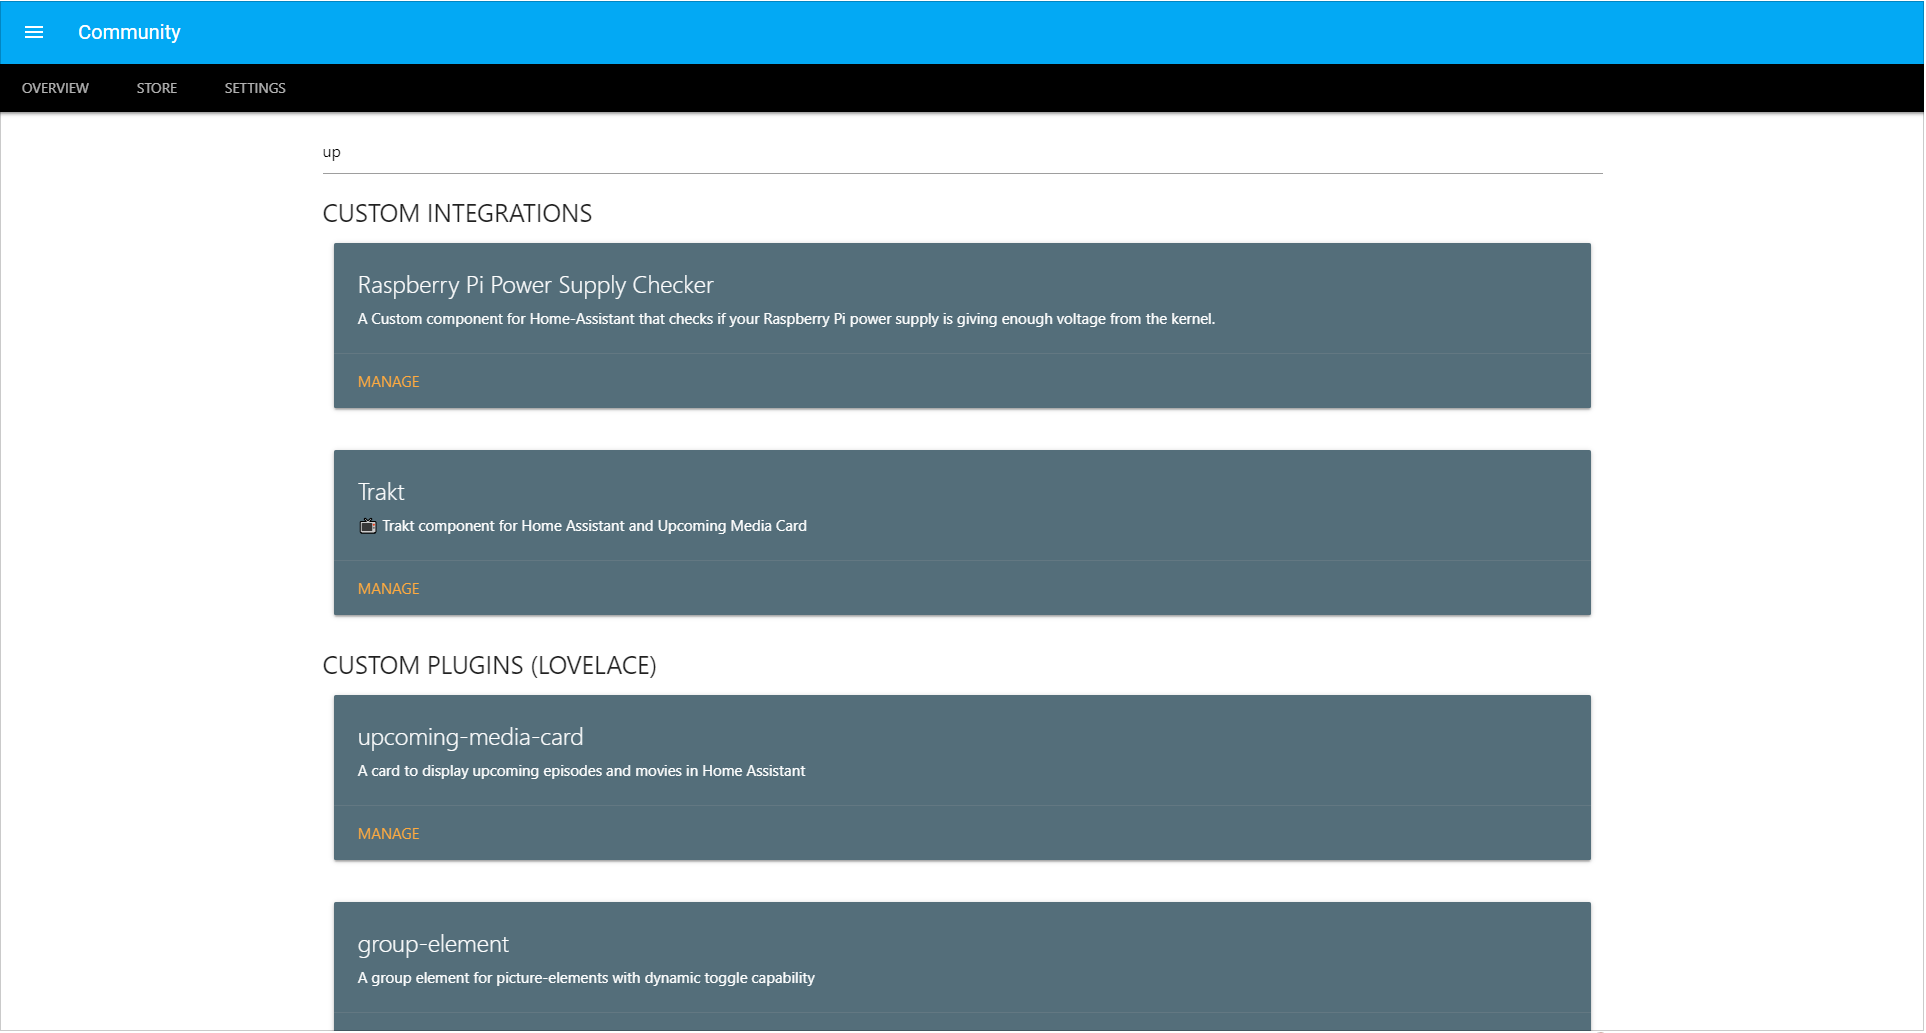 Community
OVERVIEW STORE SETTINGS
up
CUSTOM INTEGRATIONS
Raspberry Pi Power Supply Checker
A Custom component for Home-Assistant that checks if your Raspberry Pi power supply is giving enough voltage from the kernel.
MANAGE
Trakt
📺 Trakt component for Home Assistant and Upcoming Media Card
MANAGE
CUSTOM PLUGINS (LOVELACE)
upcoming-media-card
A card to display upcoming episodes and movies in Home Assistant
MANAGE
group-element
A group element for picture-elements with dynamic toggle capability